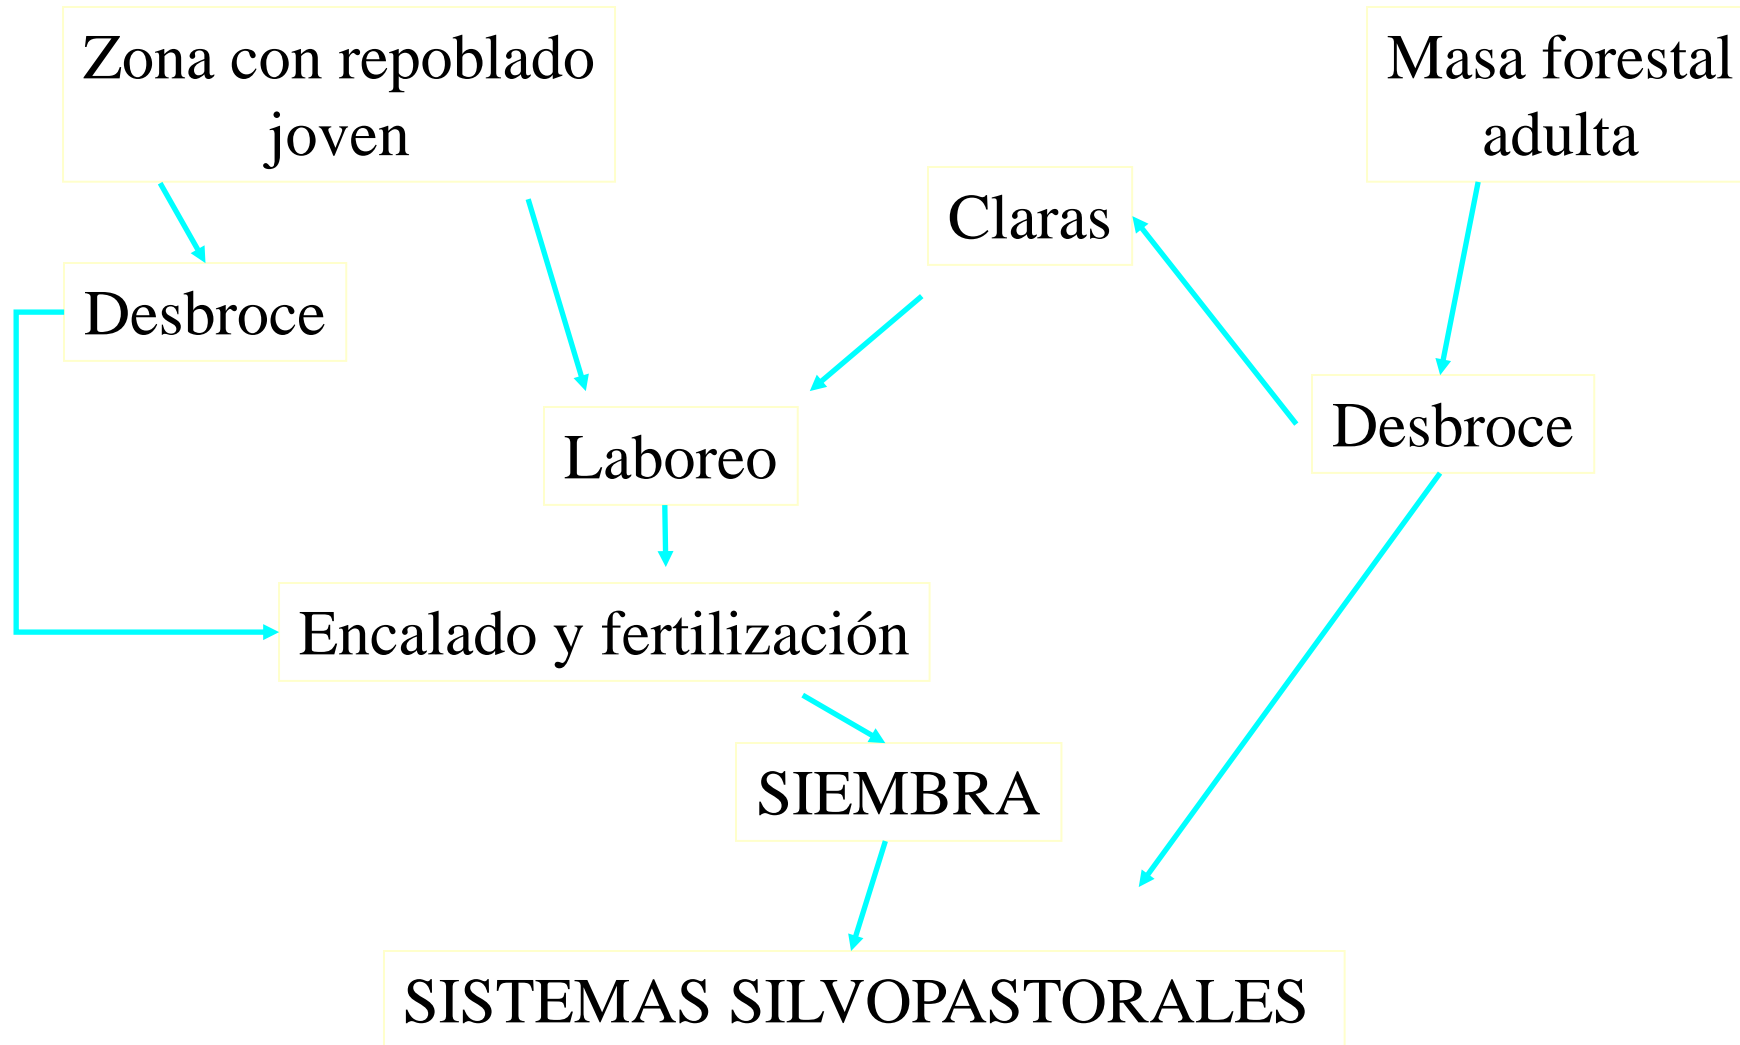 Zona con repoblado
joven
Masa forestal
adulta
Claras
Desbroce
Desbroce
Laboreo
Encalado y fertilización
SIEMBRA
SISTEMAS SILVOPASTORALES